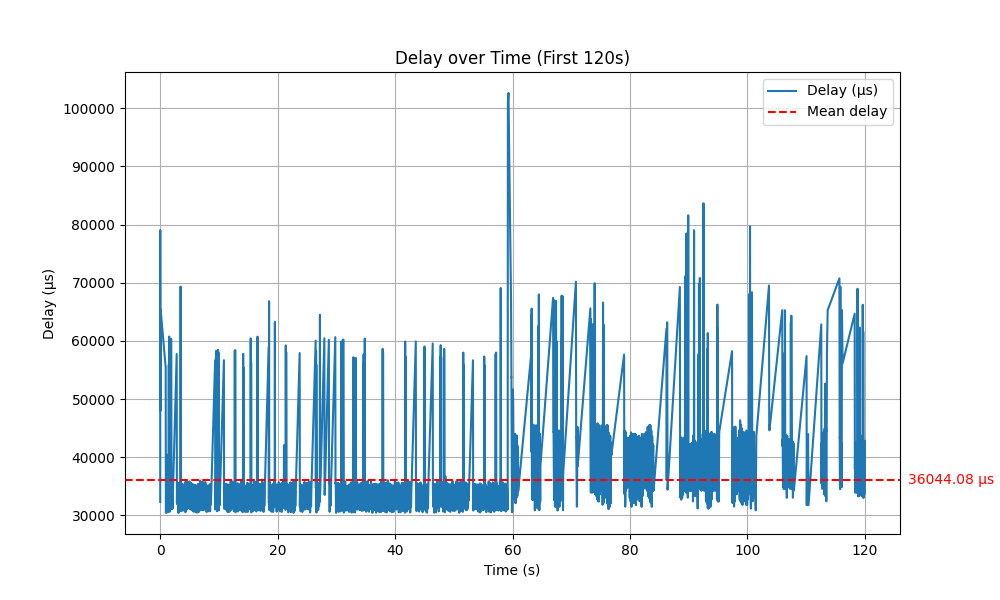 Delay over Time (First 120s)
Delay (µs)
Mean delay
100000
90000
80000
70000
60000
50000
40000
30000
Delay (µs)
36044.08 µs
0 20 40 60 80 100 120
Time (s)